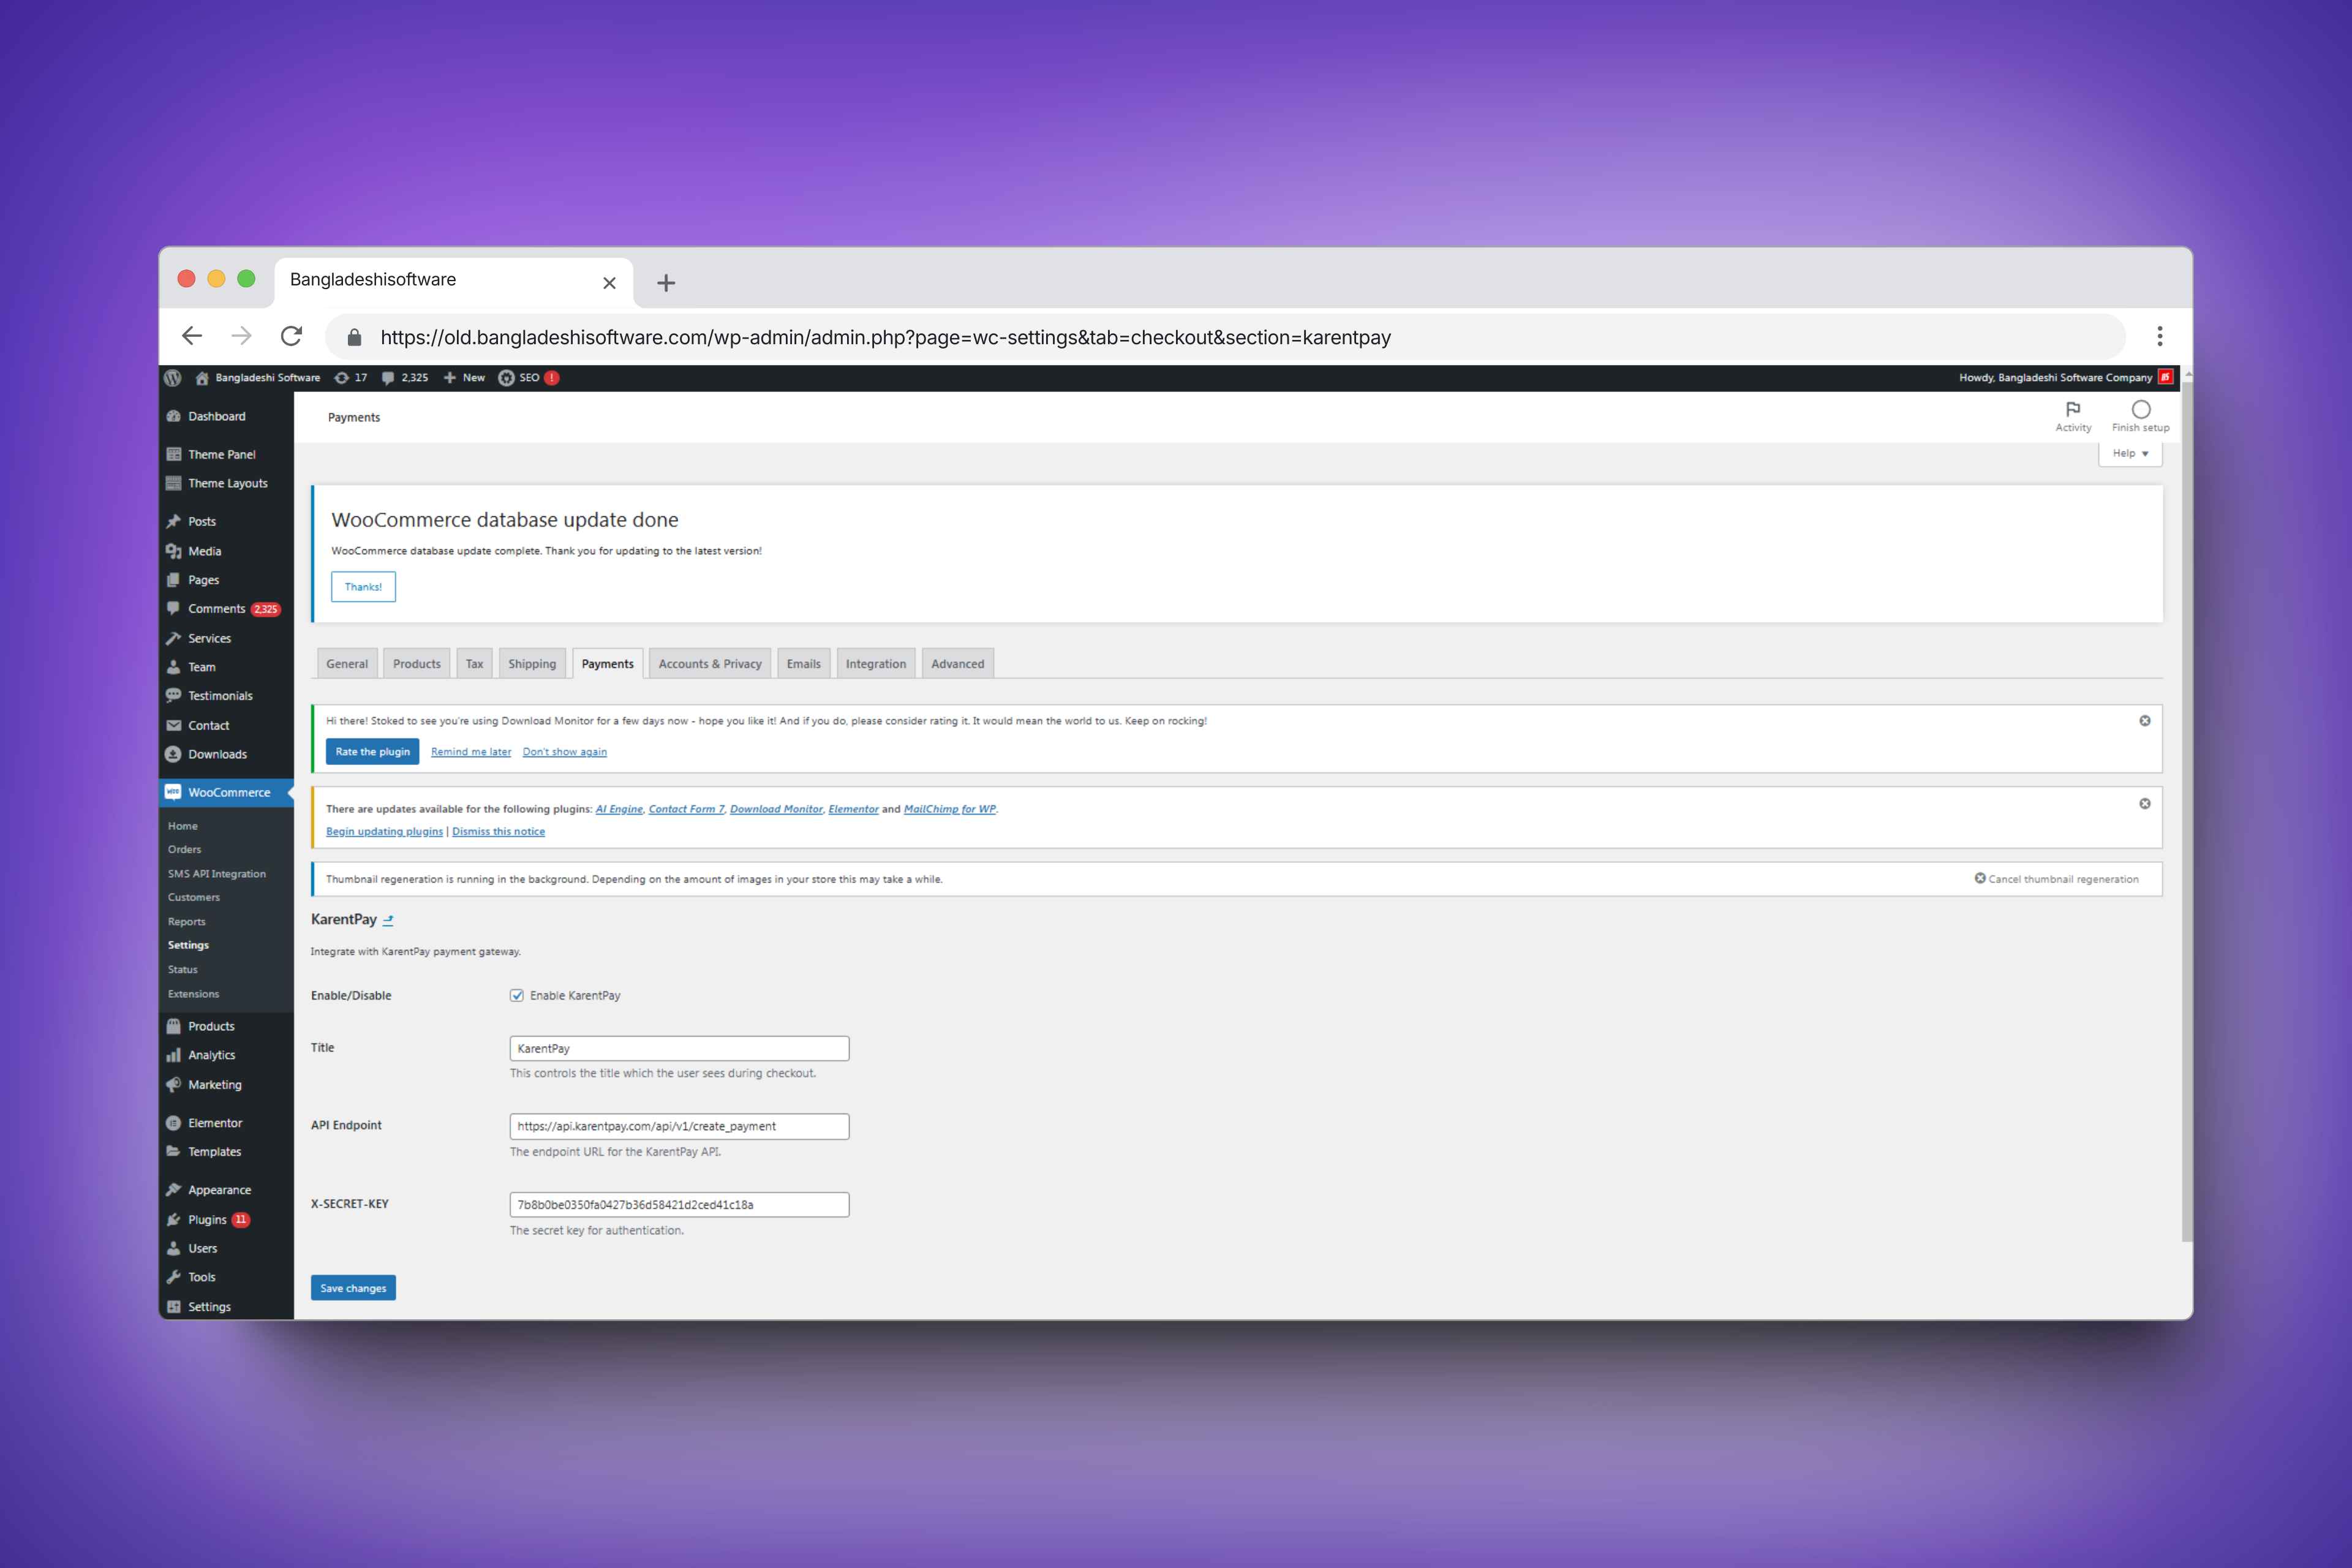 Bangladeshisoftware
https://old.bangladeshisoftware.com/wp-admin/admin.php?page=wc-settings&tab=checkout&section=karentpay
Bangladeshi Software 17 2,325 New SEO !
Howdy, Bangladeshi Software Company
Dashboard
Theme Panel
Theme Layouts
Posts
Media
Pages
Comments 2,325
Services
Team
Testimonials
Contact
Downloads
WooCommerce
Home
Orders
SMS API Integration
Customers
Reports
Settings
Status
Extensions
Products
Analytics
Marketing
Elementor
Templates
Appearance
Plugins 11
Users
Tools
Settings
Payments
Activity
Finish setup
Help
WooCommerce database update done
WooCommerce database update complete. Thank you for updating to the latest version!
Thanks!
General Products Tax Shipping Payments Accounts & Privacy Emails Integration Advanced
Hi there! Stoked to see you're using Download Monitor for a few days now - hope you like it! And if you do, please consider rating it. It would mean the world to us. Keep on rocking!
Rate the plugin Remind me later Don't show again
There are updates available for the following plugins: AI Engine, Contact Form 7, Download Monitor, Elementor and MailChimp for WP.
Begin updating plugins | Dismiss this notice
Thumbnail regeneration is running in the background. Depending on the amount of images in your store this may take a while.
Cancel thumbnail regeneration
KarentPay
Integrate with KarentPay payment gateway.
Enable/Disable Enable KarentPay
Title KarentPay
This controls the title which the user sees during checkout.
API Endpoint https://api.karentpay.com/api/v1/create_payment
The endpoint URL for the KarentPay API.
X-SECRET-KEY 7b8b0be0350fa0427b36d58421d2ced41c18a
The secret key for authentication.
Save changes